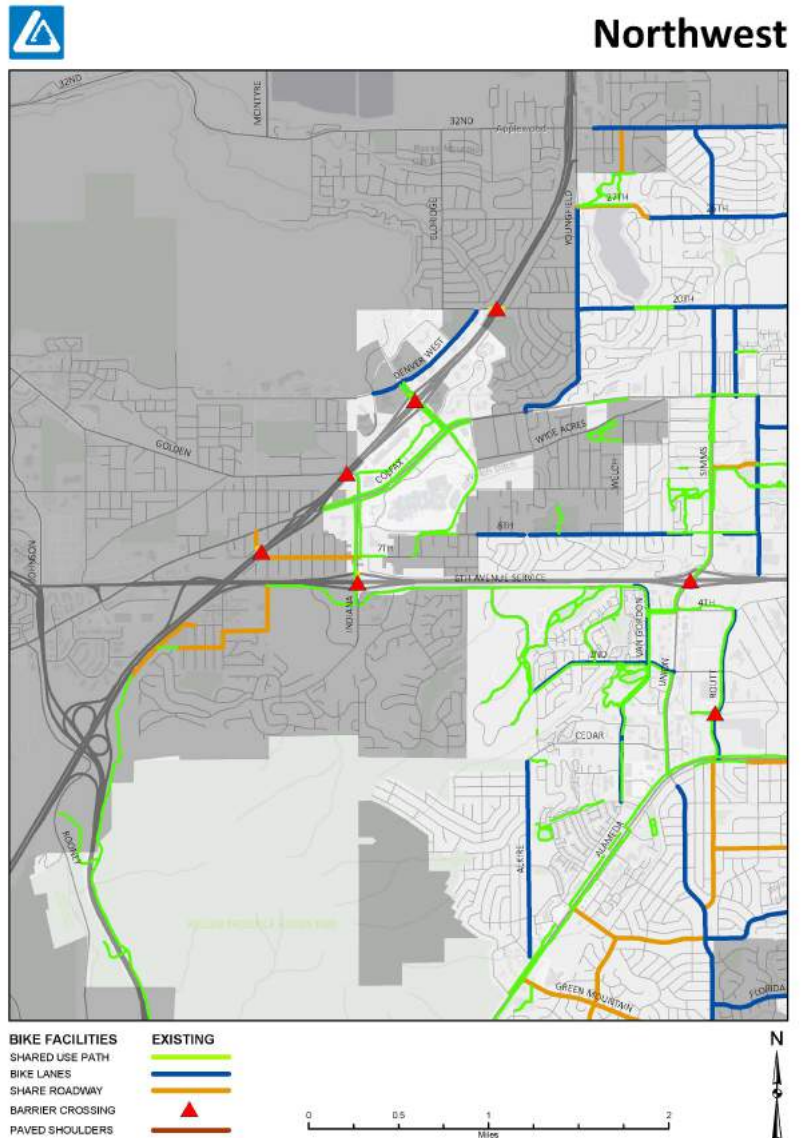 Northwest
32ND
MCINTYRE
32ND
Applewood
ELDRIDGE
YOUNGFIELD
27TH
26TH
20TH
DENVER WEST
GOLDEN
WIDE ACRES
COLFAX
WELCH
SIMMS
8TH
7TH
JOHNSON
6TH AVENUE SERVICE
INDIANA
VAN GORDON
4TH
2ND
UNION
ROUTT
CEDAR
ROONEY
ALKIRE
ALAMEDA
GREEN MOUNTAIN
FLORIDA
BIKE FACILITIES EXISTING
SHARED USE PATH
BIKE LANES
SHARE ROADWAY
BARRIER CROSSING
PAVED SHOULDERS
N
0 0.5 1 2
Miles